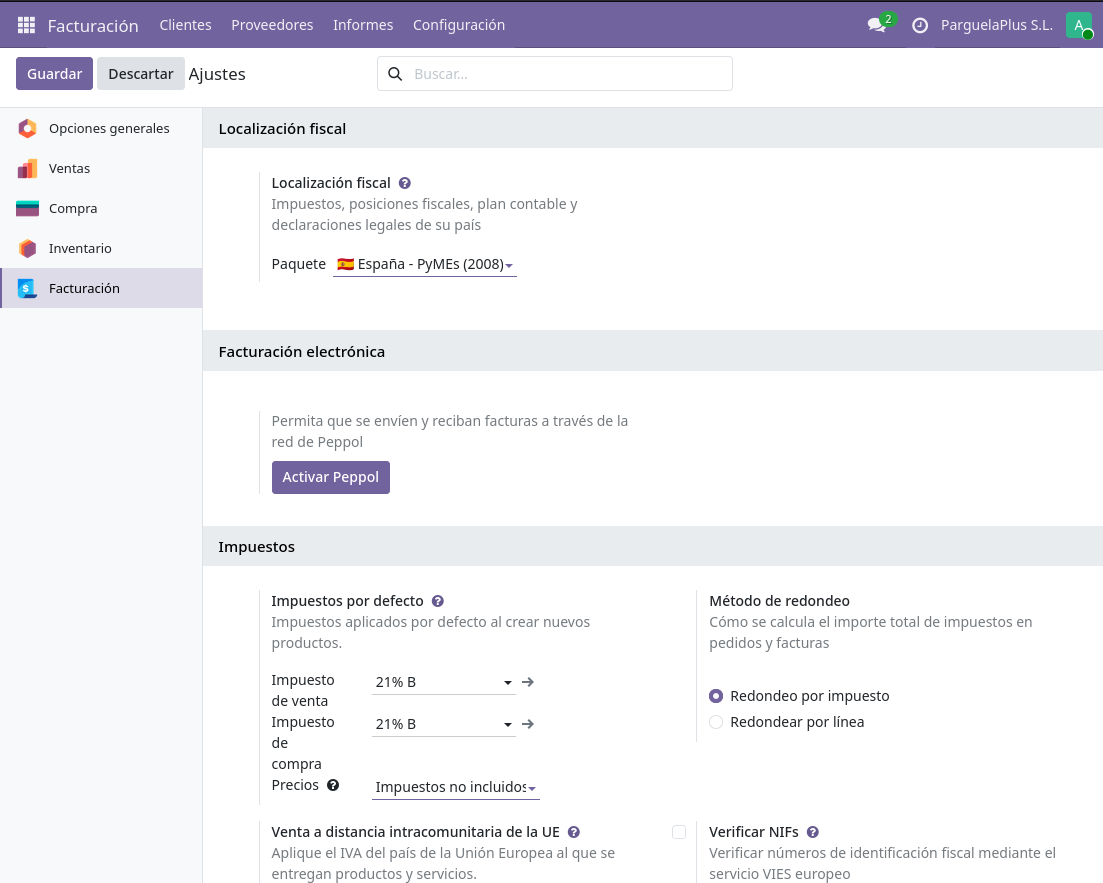 Facturación Clientes Proveedores Informes Configuración 2 ParguelaPlus S.L. A
Guardar Descartar Ajustes Buscar...
Opciones generales
Ventas
Compra
Inventario
Facturación
Localización fiscal
Localización fiscal ?
Impuestos, posiciones fiscales, plan contable y
declaraciones legales de su país
Paquete 🇪🇸 España - PyMEs (2008)
Facturación electrónica
Permita que se envíen y reciban facturas a través de la
red de Peppol
Activar Peppol
Impuestos
Impuestos por defecto ?
Impuestos aplicados por defecto al crear nuevos
productos.
Impuesto
de venta
21% B
Impuesto
de
compra
21% B
Precios ? Impuestos no incluidos
Método de redondeo
Cómo se calcula el importe total de impuestos en
pedidos y facturas
Redondeo por impuesto
Redondear por línea
Venta a distancia intracomunitaria de la UE ?
Aplique el IVA del país de la Unión Europea al que se
entregan productos y servicios.
Verificar NIFs ?
Verificar números de identificación fiscal mediante el
servicio VIES europeo